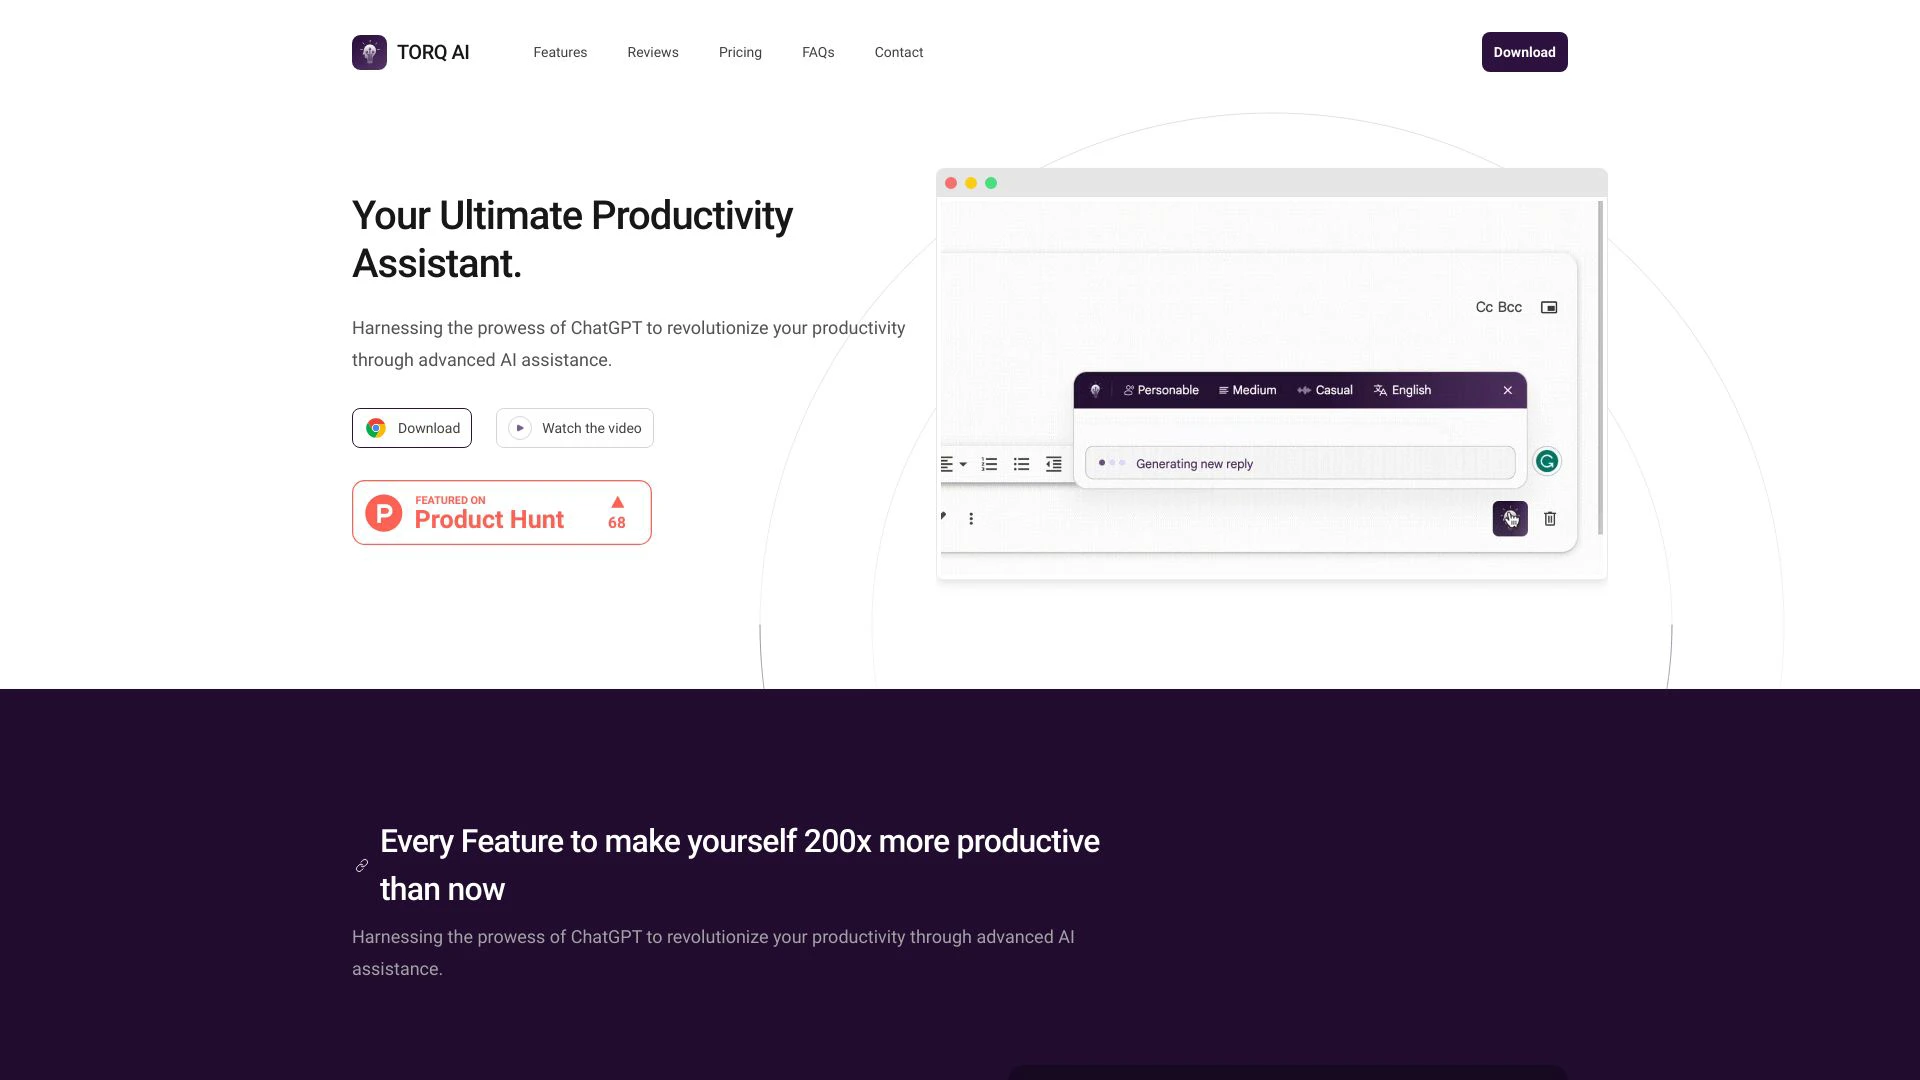 TORQ AI
Features
Reviews
Pricing
FAQs
Contact
Download
Your Ultimate Productivity
Assistant.
Harnessing the prowess of ChatGPT to revolutionize your productivity
through advanced AI assistance.
Download
Watch the video
FEATURED ON
Product Hunt
68
Cc Bcc
Personable
Medium
Casual
English
Generating new reply
Every Feature to make yourself 200x more productive
than now
Harnessing the prowess of ChatGPT to revolutionize your productivity through advanced AI
assistance.